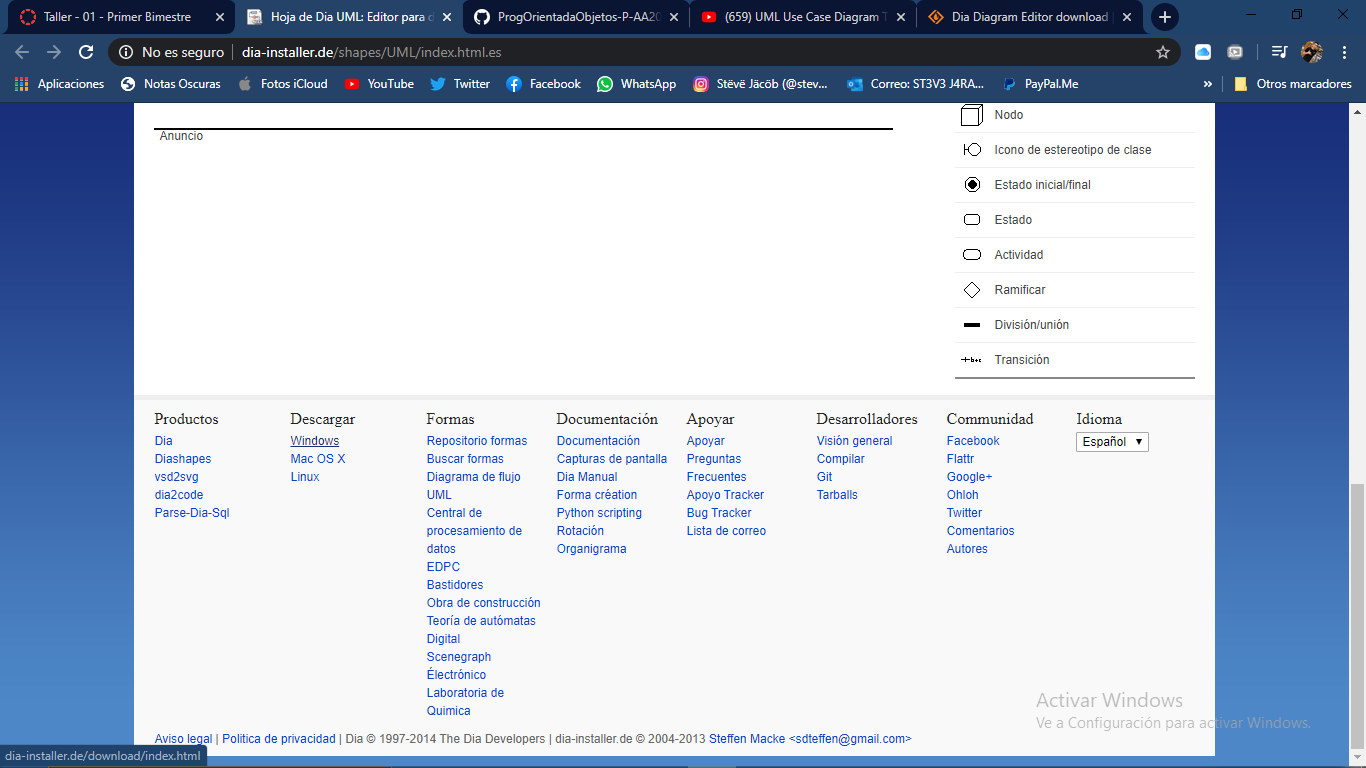 Taller - 01 - Primer Bimestre
Hoja de Dia UML: Editor para d
ProgOrientadaObjetos-P-AA20
(659) UML Use Case Diagram T
Dia Diagram Editor download |
No es seguro | dia-installer.de/shapes/UML/index.html.es
Aplicaciones
Notas Oscuras
Fotos iCloud
YouTube
Twitter
Facebook
WhatsApp
Stëvë Jäcöb (@stev...
Correo: ST3V3 J4RA...
PayPal.Me
»
Otros marcadores
Anuncio
Nodo
Icono de estereotipo de clase
Estado inicial/final
Estado
Actividad
Ramificar
División/unión
Transición
Productos
Dia
Diashapes
vsd2svg
dia2code
Parse-Dia-Sql
Descargar
Windows
Mac OS X
Linux
Formas
Repositorio formas
Buscar formas
Diagrama de flujo
UML
Central de
procesamiento de
datos
EDPC
Bastidores
Obra de construcción
Teoría de autómatas
Digital
Scenegraph
Électrónico
Laboratoria de
Quimica
Documentación
Documentación
Capturas de pantalla
Dia Manual
Forma création
Python scripting
Rotación
Organigrama
Apoyar
Apoyar
Preguntas
Frecuentes
Apoyo Tracker
Bug Tracker
Lista de correo
Desarrolladores
Visión general
Compilar
Git
Tarballs
Communidad
Facebook
Flattr
Google+
Ohloh
Twitter
Comentarios
Autores
Idioma
Español
Activar Windows
Ve a Configuración para activar Windows.
Aviso legal | Politica de privacidad | Dia © 1997-2014 The Dia Developers | dia-installer.de © 2004-2013 Steffen Macke <sdteffen@gmail.com>
dia-installer.de/download/index.html